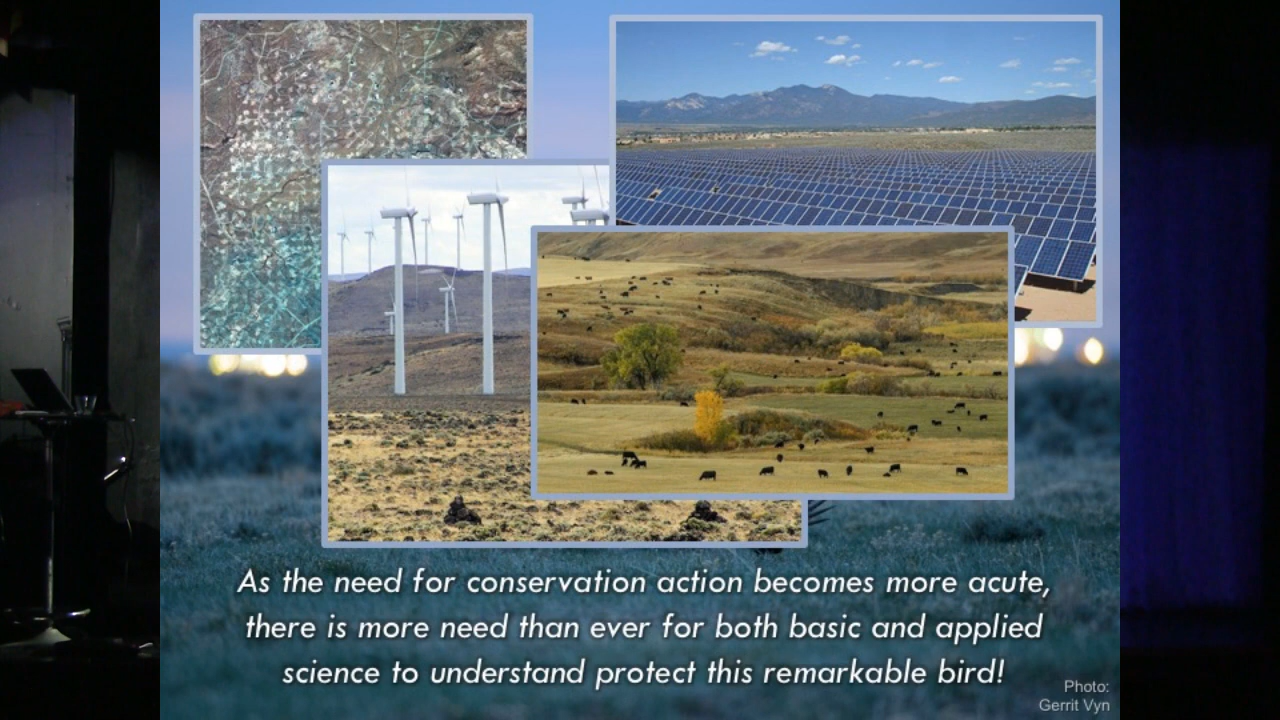 As the need for conservation action becomes more acute,
there is more need than ever for both basic and applied
science to understand protect this remarkable bird!
Photo:
Gerrit Vyn